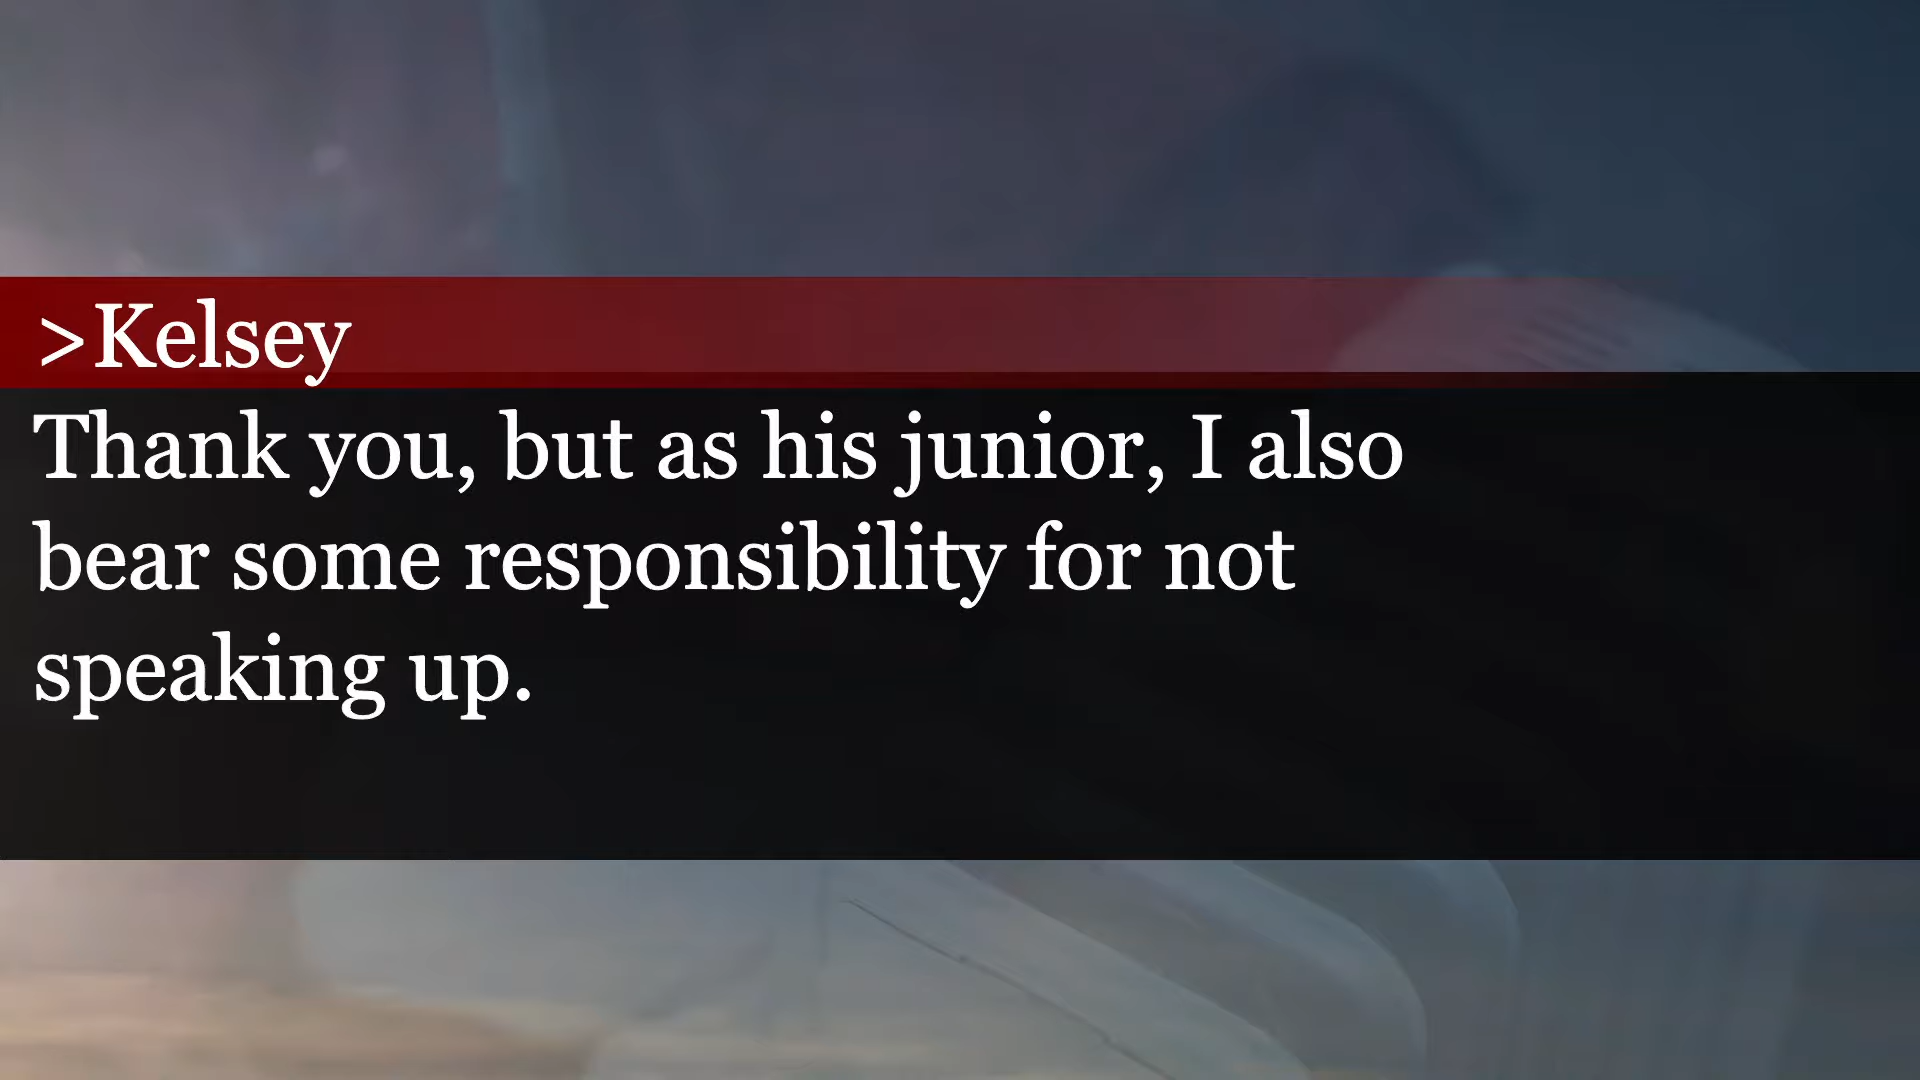 >Kelsey
Thank you, but as his junior, I also
bear some responsibility for not
speaking up.